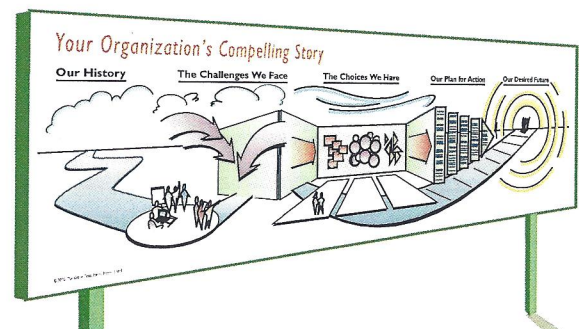 Your Organization's Compelling Story
Our History
The Challenges We Face
The Choices We Have
Our Plan for Action
Our Desired Future